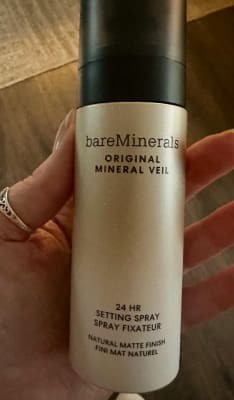 bareMinerals
ORIGINAL
MINERAL VEIL
24 HR
SETTING SPRAY
SPRAY FIXATEUR
NATURAL MATTE FINISH
FINI MAT NATUREL